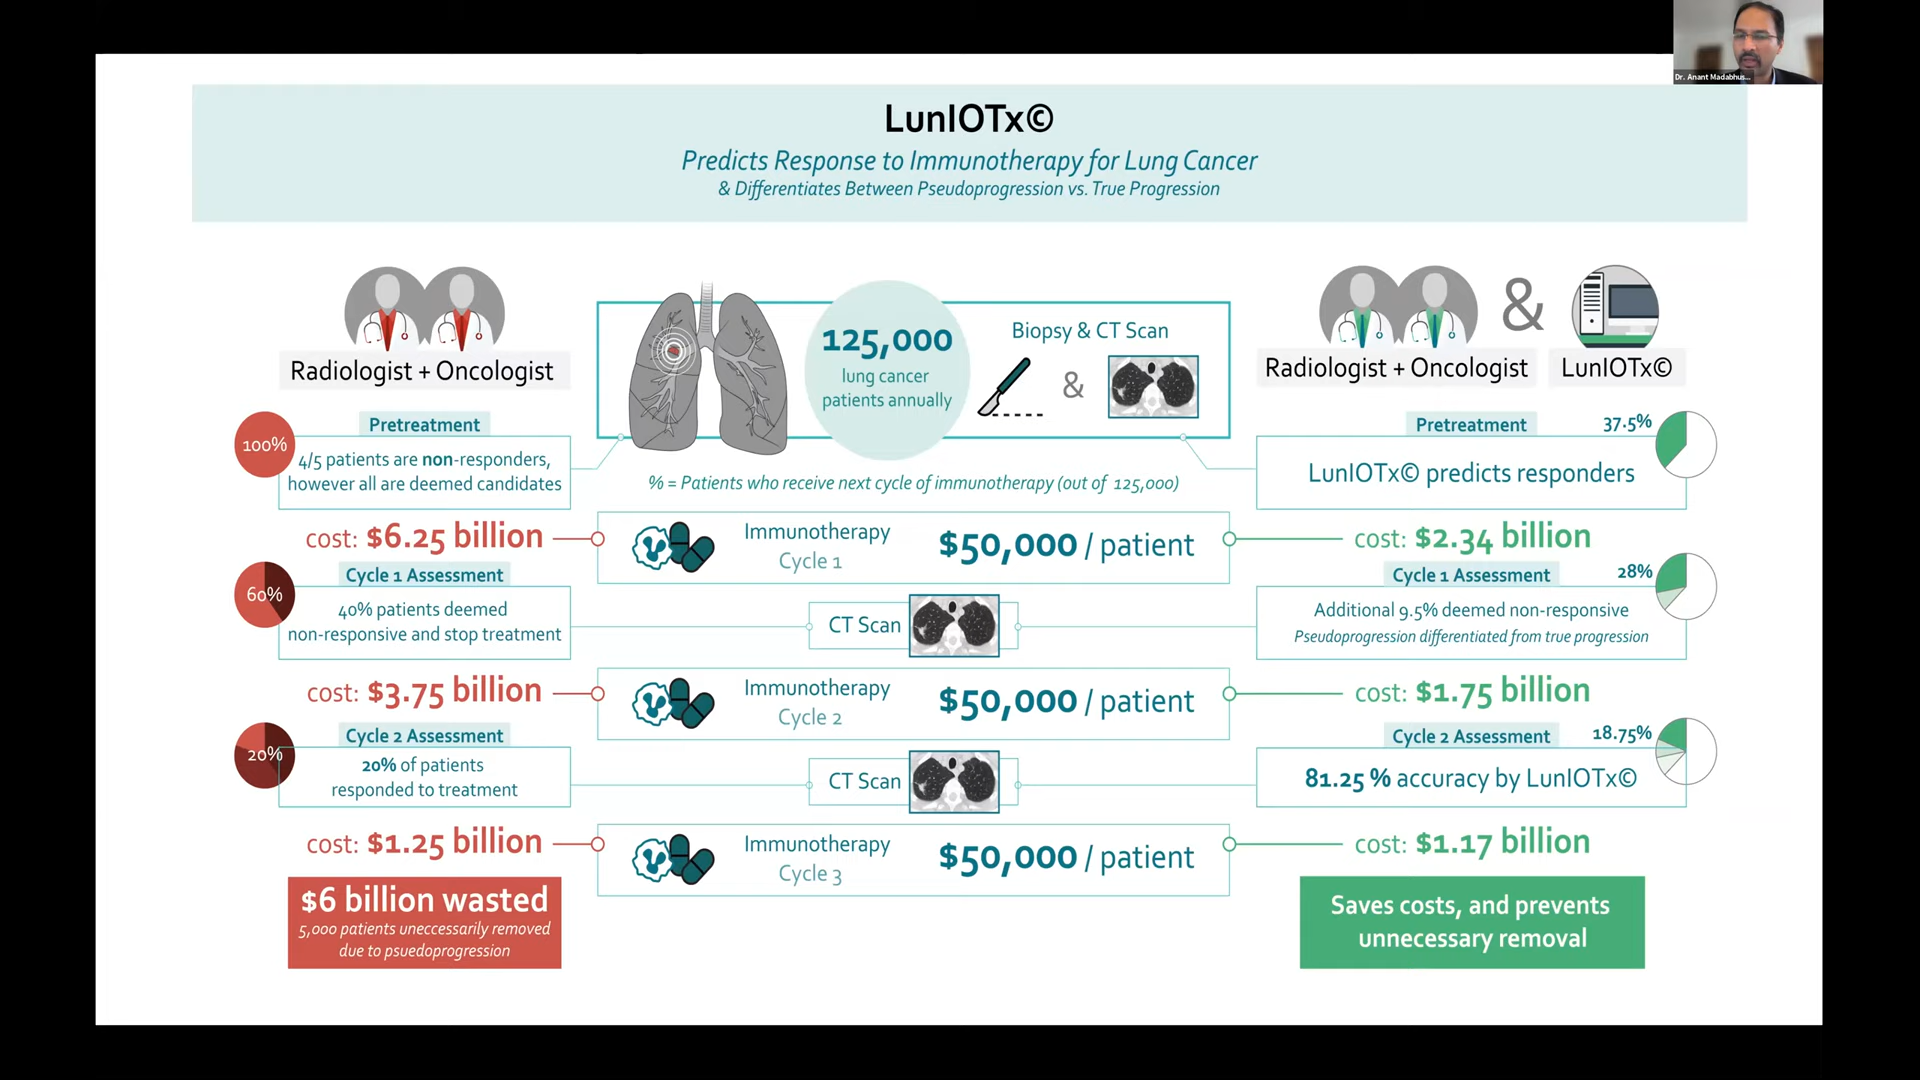 Dr. Anant Madabhus...
LunIOTx©
Predicts Response to Immunotherapy for Lung Cancer
& Differentiates Between Pseudoprogression vs. True Progression
Radiologist + Oncologist
125,000
lung cancer
patients annually
Biopsy & CT Scan
&
&
Radiologist + Oncologist
LunIOTx©
% = Patients who receive next cycle of immunotherapy (out of 125,000)
100%
Pretreatment
4/5 patients are non-responders,
however all are deemed candidates
Pretreatment
37.5%
LunIOTx© predicts responders
cost: $6.25 billion
Immunotherapy
Cycle 1
$50,000 / patient
cost: $2.34 billion
60%
Cycle 1 Assessment
40% patients deemed
non-responsive and stop treatment
CT Scan
Cycle 1 Assessment
28%
Additional 9.5% deemed non-responsive
Pseudoprogression differentiated from true progression
cost: $3.75 billion
Immunotherapy
Cycle 2
$50,000 / patient
cost: $1.75 billion
20%
Cycle 2 Assessment
20% of patients
responded to treatment
CT Scan
Cycle 2 Assessment
18.75%
81.25 % accuracy by LunIOTx©
cost: $1.25 billion
Immunotherapy
Cycle 3
$50,000 / patient
cost: $1.17 billion
$6 billion wasted
5,000 patients uneccessarily removed
due to psuedoprogression
Saves costs, and prevents
unnecessary removal